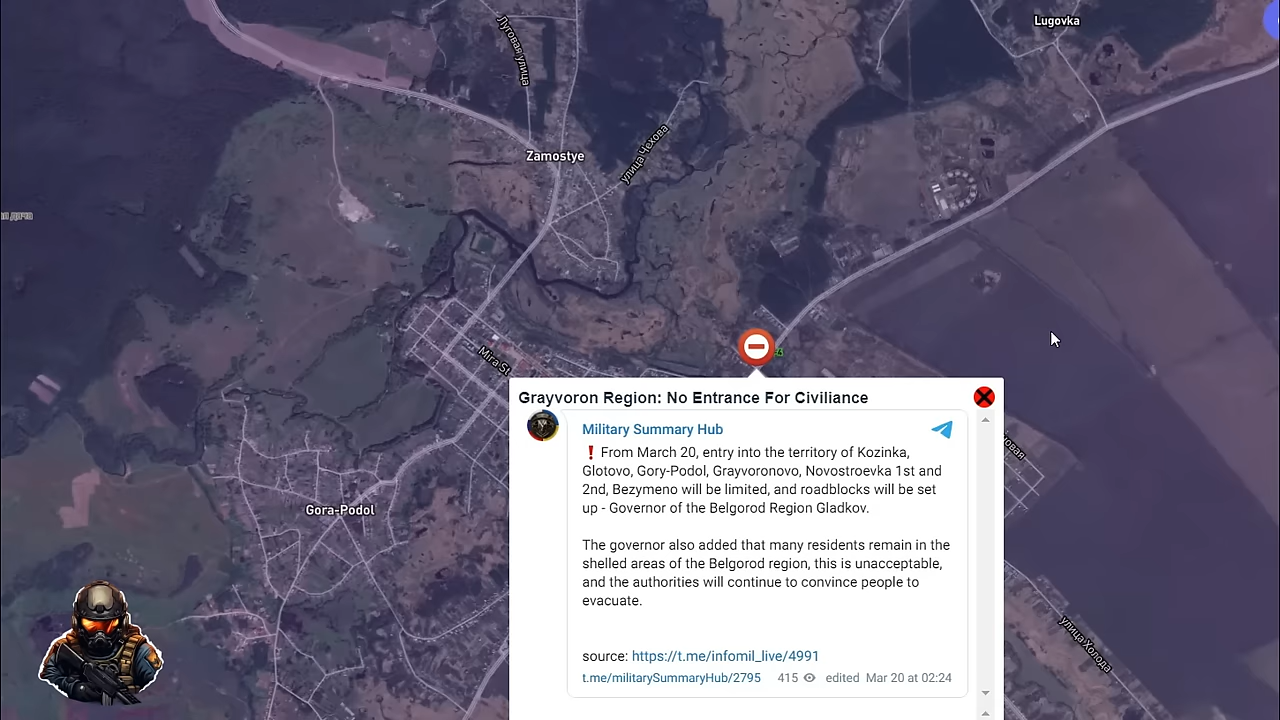 Lugovka
Луговая улица
Zamostye
улица Чехова
ая дача
Mira St
Grayvoron Region: No Entrance For Civiliance
Military Summary Hub
❗ From March 20, entry into the territory of Kozinka,
Glotovo, Gory-Podol, Grayvoronovo, Novostroevka 1st and
2nd, Bezymeno will be limited, and roadblocks will be set
up - Governor of the Belgorod Region Gladkov.
The governor also added that many residents remain in the
shelled areas of the Belgorod region, this is unacceptable,
and the authorities will continue to convince people to
evacuate.
source: https://t.me/infomil_live/4991
t.me/militarySummaryHub/2795 415 edited Mar 20 at 02:24
Gora-Podol
улица Холода